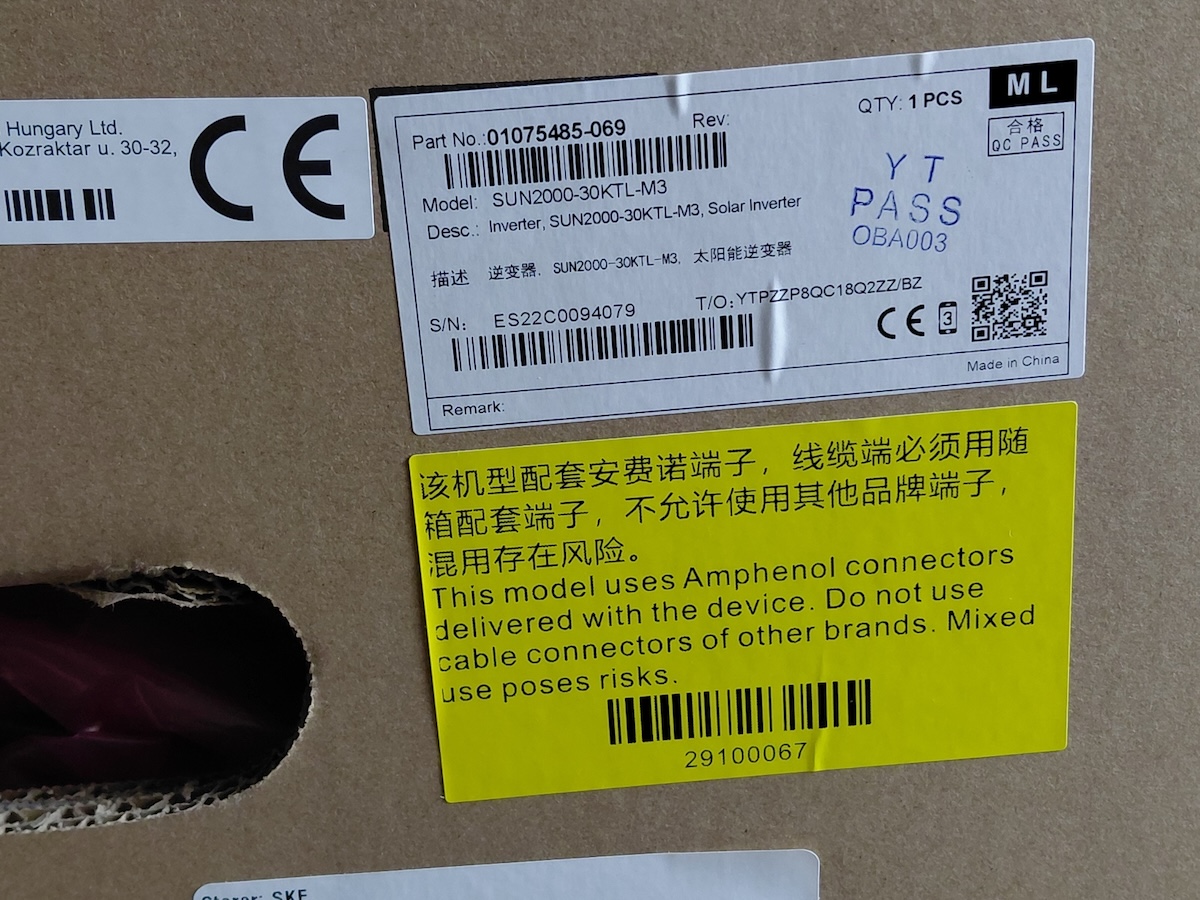 Hungary Ltd.
Kozraktar u. 30-32,
CE
Part No.:01075485-069
Rev:
QTY: 1 PCS
ML
合格
QC PASS
Model: SUN2000-30KTL-M3
Desc.: Inverter, SUN2000-30KTL-M3, Solar Inverter
YT
PASS
OBA003
描述 逆变器, SUN2000-30KTL-M3, 太阳能逆变器
S/N: ES22C0094079
T/O:YTPZZP8QC18Q2ZZ/BZ
CE 3
Made in China
Remark:
该机型配套安费诺端子，线缆端必须用随
箱配套端子，不允许使用其他品牌端子，
混用存在风险。
This model uses Amphenol connectors
delivered with the device. Do not use
cable connectors of other brands. Mixed
use poses risks.
29100067